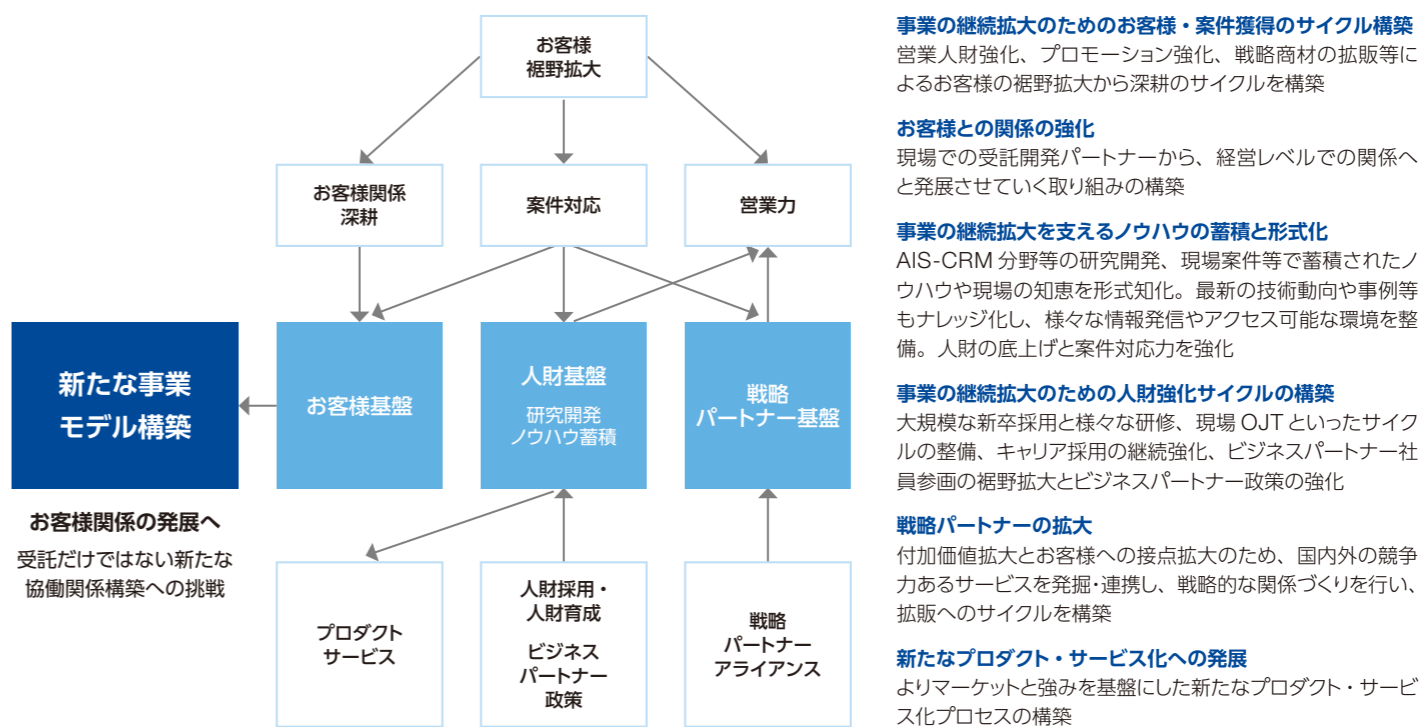 お客様
裾野拡大
お客様関係
深耕
案件対応
営業力
新たな事業
モデル構築
お客様基盤
人財基盤
研究開発
ノウハウ蓄積
戦略
パートナー基盤
お客様関係の発展へ
受託だけではない新たな
協働関係構築への挑戦
プロダクト
サービス
人財採用・
人財育成
ビジネス
パートナー
政策
戦略
パートナー
アライアンス
事業の継続拡大のためのお客様・案件獲得のサイクル構築
営業人財強化、プロモーション強化、戦略商材の拡販等に
よるお客様の裾野拡大から深耕のサイクルを構築
お客様との関係の強化
現場での受託開発パートナーから、経営レベルでの関係へ
と発展させていく取り組みの構築
事業の継続拡大を支えるノウハウの蓄積と形式化
AIS-CRM 分野等の研究開発、現場案件等で蓄積されたノ
ウハウや現場の知恵を形式知化。最新の技術動向や事例等
もナレッジ化し、様々な情報発信やアクセス可能な環境を整
備。人財の底上げと案件対応力を強化
事業の継続拡大のための人財強化サイクルの構築
大規模な新卒採用と様々な研修、現場 OJT といったサイク
ルの整備、キャリア採用の継続強化、ビジネスパートナー社
員参画の裾野拡大とビジネスパートナー政策の強化
戦略パートナーの拡大
付加価値拡大とお客様への接点拡大のため、国内外の競争
力あるサービスを発掘・連携し、戦略的な関係づくりを行い、
拡販へのサイクルを構築
新たなプロダクト・サービス化への発展
よりマーケットと強みを基盤にした新たなプロダクト・サービ
ス化プロセスの構築